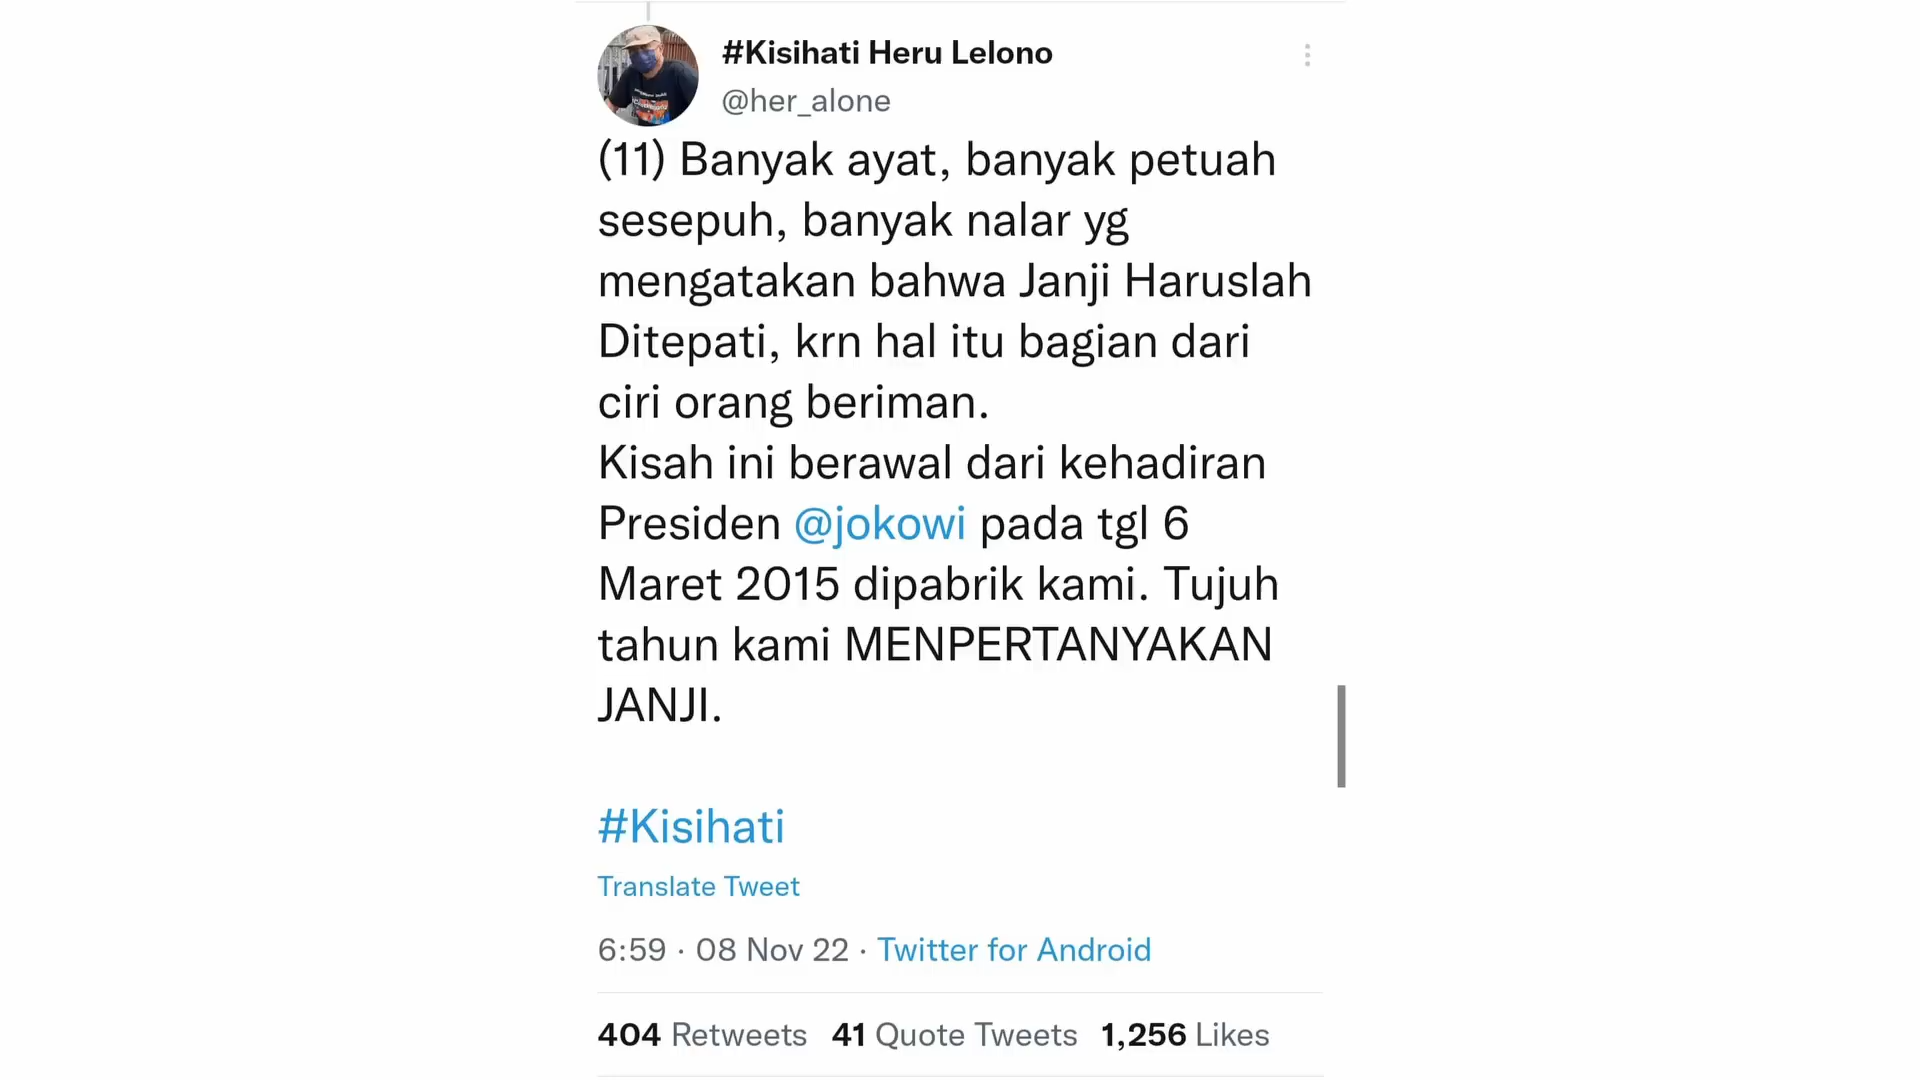 #Kisihati Heru Lelono
@her_alone
(11) Banyak ayat, banyak petuah
sesepuh, banyak nalar yg
mengatakan bahwa Janji Haruslah
Ditepati, krn hal itu bagian dari
ciri orang beriman.
Kisah ini berawal dari kehadiran
Presiden @jokowi pada tgl 6
Maret 2015 dipabrik kami. Tujuh
tahun kami MENPERTANYAKAN
JANJI.
#Kisihati
Translate Tweet
6:59 · 08 Nov 22 · Twitter for Android
404 Retweets 41 Quote Tweets 1,256 Likes